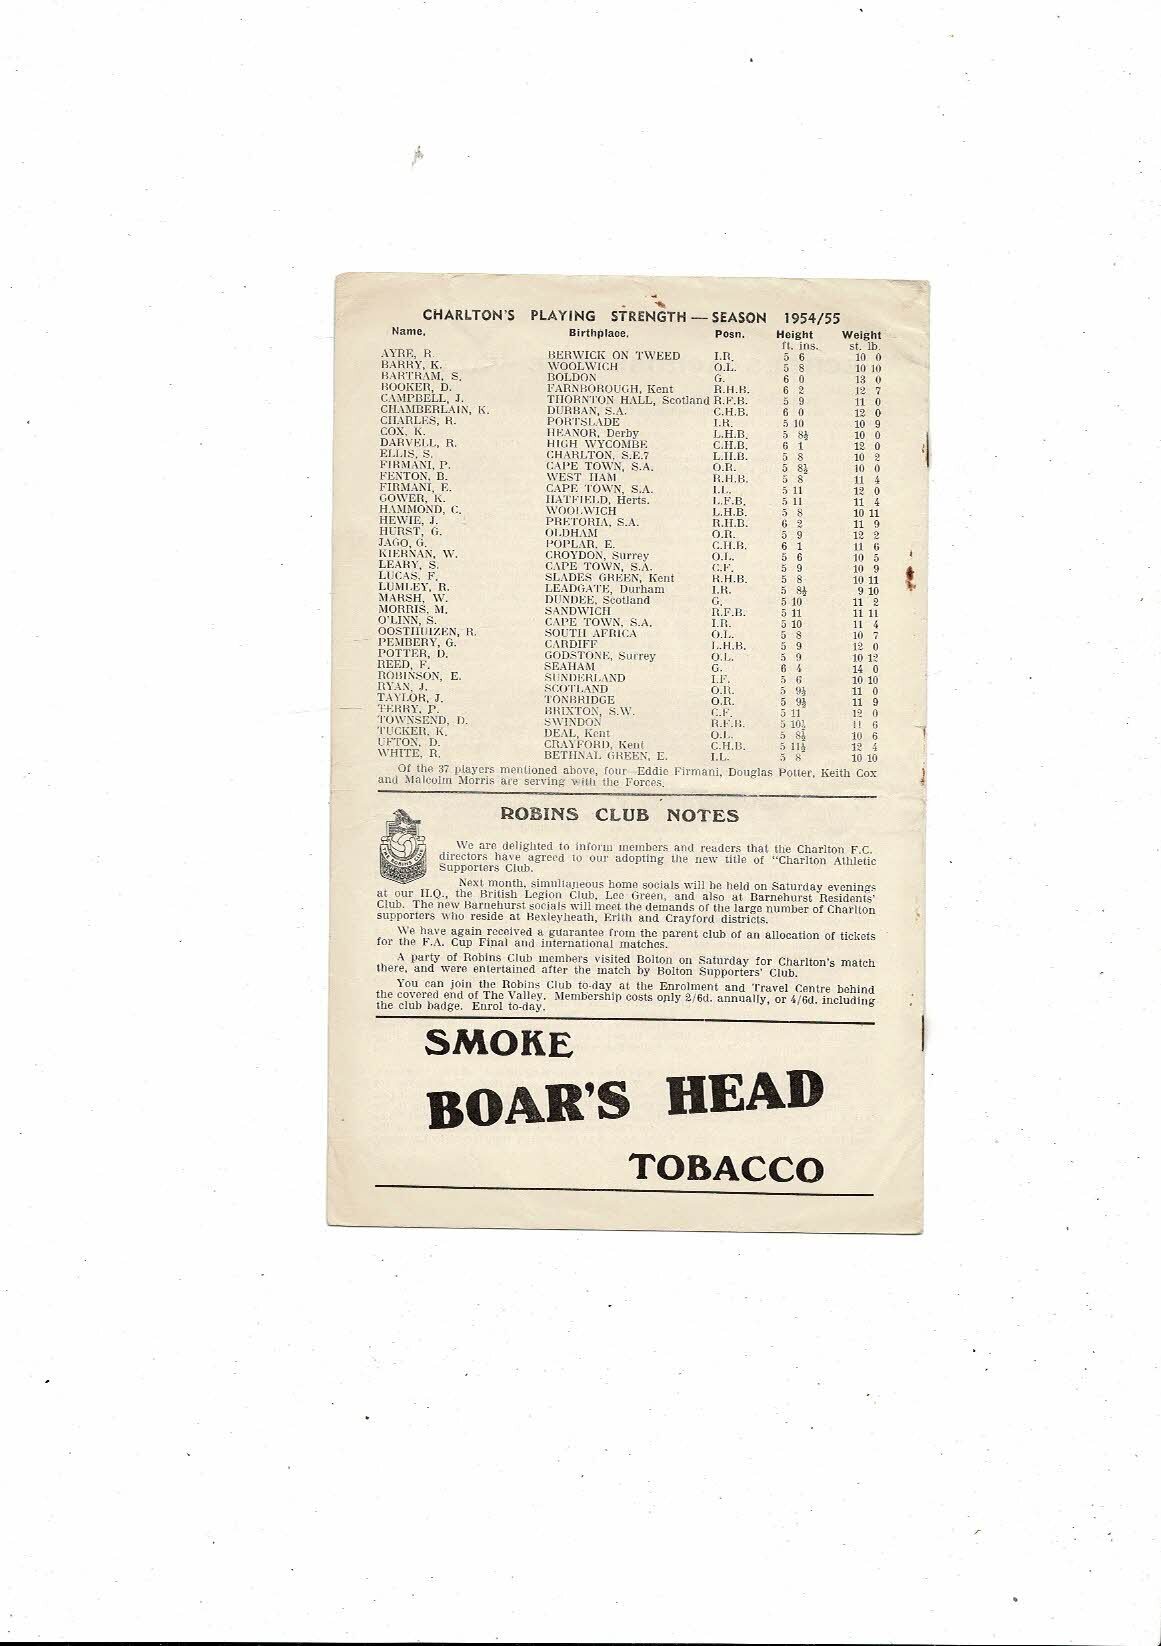 CHARLTON'S PLAYING STRENGTH — SEASON 1954/55
Name. Birthplace. Posn. Height Weight
ft. ins. st. lb.
AYRE, R. BERWICK ON TWEED I.R. 5 6 10 0
BARRY, K. WOOLWICH O.L. 5 8 10 10
BARTRAM, S. BOLDON G. 6 0 13 0
BOOKER, D. FARNBOROUGH, Kent R.H.B. 6 2 12 7
CAMPBELL, J. THORNTON HALL, Scotland R.F.B. 5 9 11 0
CHAMBERLAIN, K. DURBAN, S.A. C.H.B. 6 0 12 0
CHARLES, R. PORTSLADE I.R. 5 10 10 9
COX, K. HEANOR, Derby L.H.B. 5 8½ 10 0
DARVELL, R. HIGH WYCOMBE C.H.B. 6 1 12 0
ELLIS, S. CHARLTON, S.E.7 L.H.B. 5 8 10 2
FIRMANI, P. CAPE TOWN, S.A. O.R. 5 8½ 10 0
FENTON, B. WEST HAM R.H.B. 5 8 11 4
FIRMANI, E. CAPE TOWN, S.A. I.L. 5 11 12 0
GOWER, K. HATFIELD, Herts. L.F.B. 5 11 11 4
HAMMOND, C. WOOLWICH L.H.B. 5 8 10 11
HEWIE, J. PRETORIA, S.A. R.H.B. 6 2 11 9
HURST, G. OLDHAM O.R. 5 9 12 2
JAGO, G. POPLAR, E. C.H.B. 6 1 11 6
KIERNAN, W. CROYDON, Surrey O.L. 5 6 10 5
LEARY, S. CAPE TOWN, S.A. C.F. 5 9 10 9
LUCAS, F. SLADES GREEN, Kent R.H.B. 5 8 10 11
LUMLEY, R. LEADGATE, Durham I.R. 5 8½ 9 10
MARSH, W. DUNDEE, Scotland G. 5 10 11 2
MORRIS, M. SANDWICH R.F.B. 5 11 11 11
O'LINN, S. CAPE TOWN, S.A. I.R. 5 10 11 4
OOSTHUIZEN, R. SOUTH AFRICA O.L. 5 8 10 7
PEMBERY, G. CARDIFF L.H.B. 5 9 12 0
POTTER, D. GODSTONE, Surrey O.L. 5 9 10 12
REED, F. SEAHAM G. 6 4 14 0
ROBINSON, E. SUNDERLAND I.F. 5 6 10 10
RYAN, J. SCOTLAND O.R. 5 9½ 11 0
TAYLOR, J. TONBRIDGE O.R. 5 9½ 11 9
TERRY, P. BRIXTON, S.W. C.F. 5 11 12 0
TOWNSEND, D. SWINDON R.F.B. 5 10½ 11 6
TUCKER, K. DEAL, Kent O.L. 5 8½ 10 6
UFTON, D. CRAYFORD, Kent C.H.B. 5 11½ 12 4
WHITE, R. BETHNAL GREEN, E. I.L. 5 8 10 10
Of the 37 players mentioned above, four Eddie Firmani, Douglas Potter, Keith Cox
and Malcolm Morris are serving with the Forces.
ROBINS CLUB NOTES
THE ROBINS CLUB
We are delighted to inform members and readers that the Charlton F.C.
directors have agreed to our adopting the new title of "Charlton Athletic
Supporters Club.
Next month, simultaneous home socials will be held on Saturday evenings
at our H.Q., the British Legion Club, Lee Green, and also at Barnehurst Residents'
Club. The new Barnehurst socials will meet the demands of the large number of Charlton
supporters who reside at Bexleyheath, Erith and Crayford districts.
We have again received a guarantee from the parent club of an allocation of tickets
for the F.A. Cup Final and international matches.
A party of Robins Club members visited Bolton on Saturday for Charlton's match
there, and were entertained after the match by Bolton Supporters' Club.
You can join the Robins Club to-day at the Enrolment and Travel Centre behind
the covered end of The Valley. Membership costs only 2/6d. annually, or 4/6d. including
the club badge. Enrol to-day.
SMOKE
BOAR'S HEAD
TOBACCO